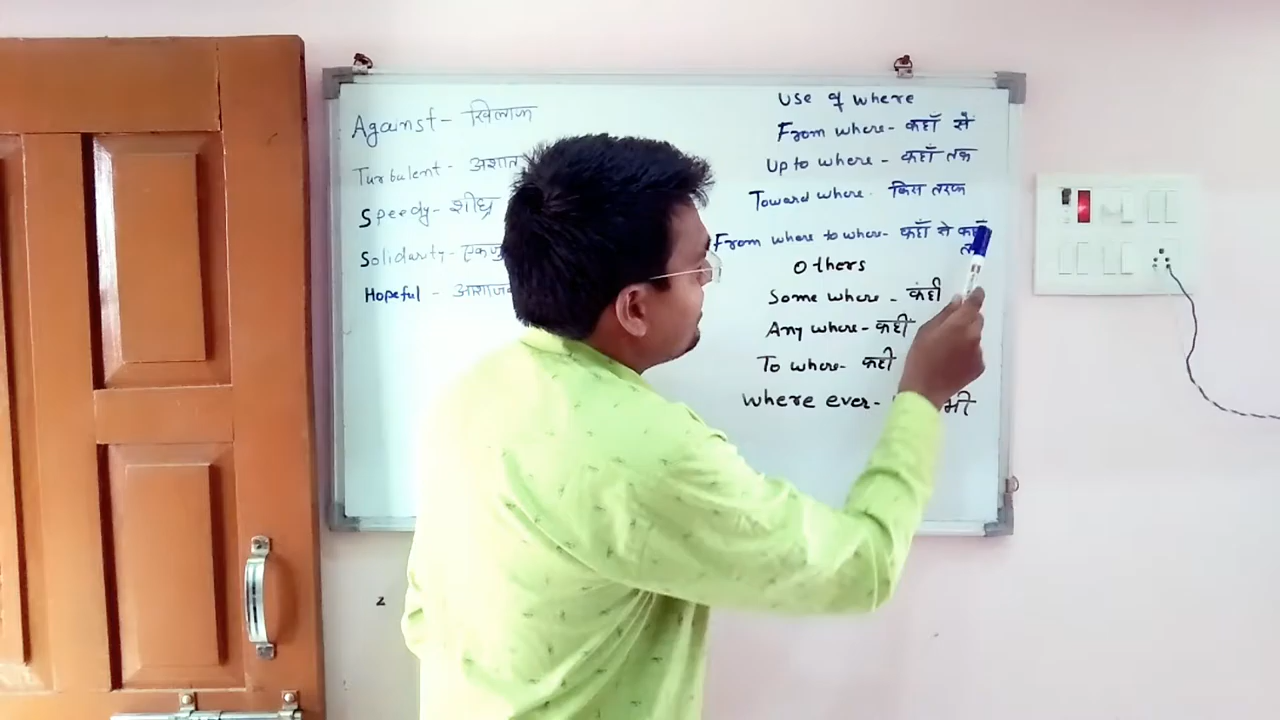 Against - खिलाफ
Turbulent - अशांत
Speedy - शीघ्र
Solidarity -
Hopeful -
Use of where
From where - कहाँ से
Up to where - कहाँ तक
Toward where - किस तरफ
From where to where - कहाँ से
Others
Some where - कंही
Any where - कहीं
To where - कही
Where ever - भी